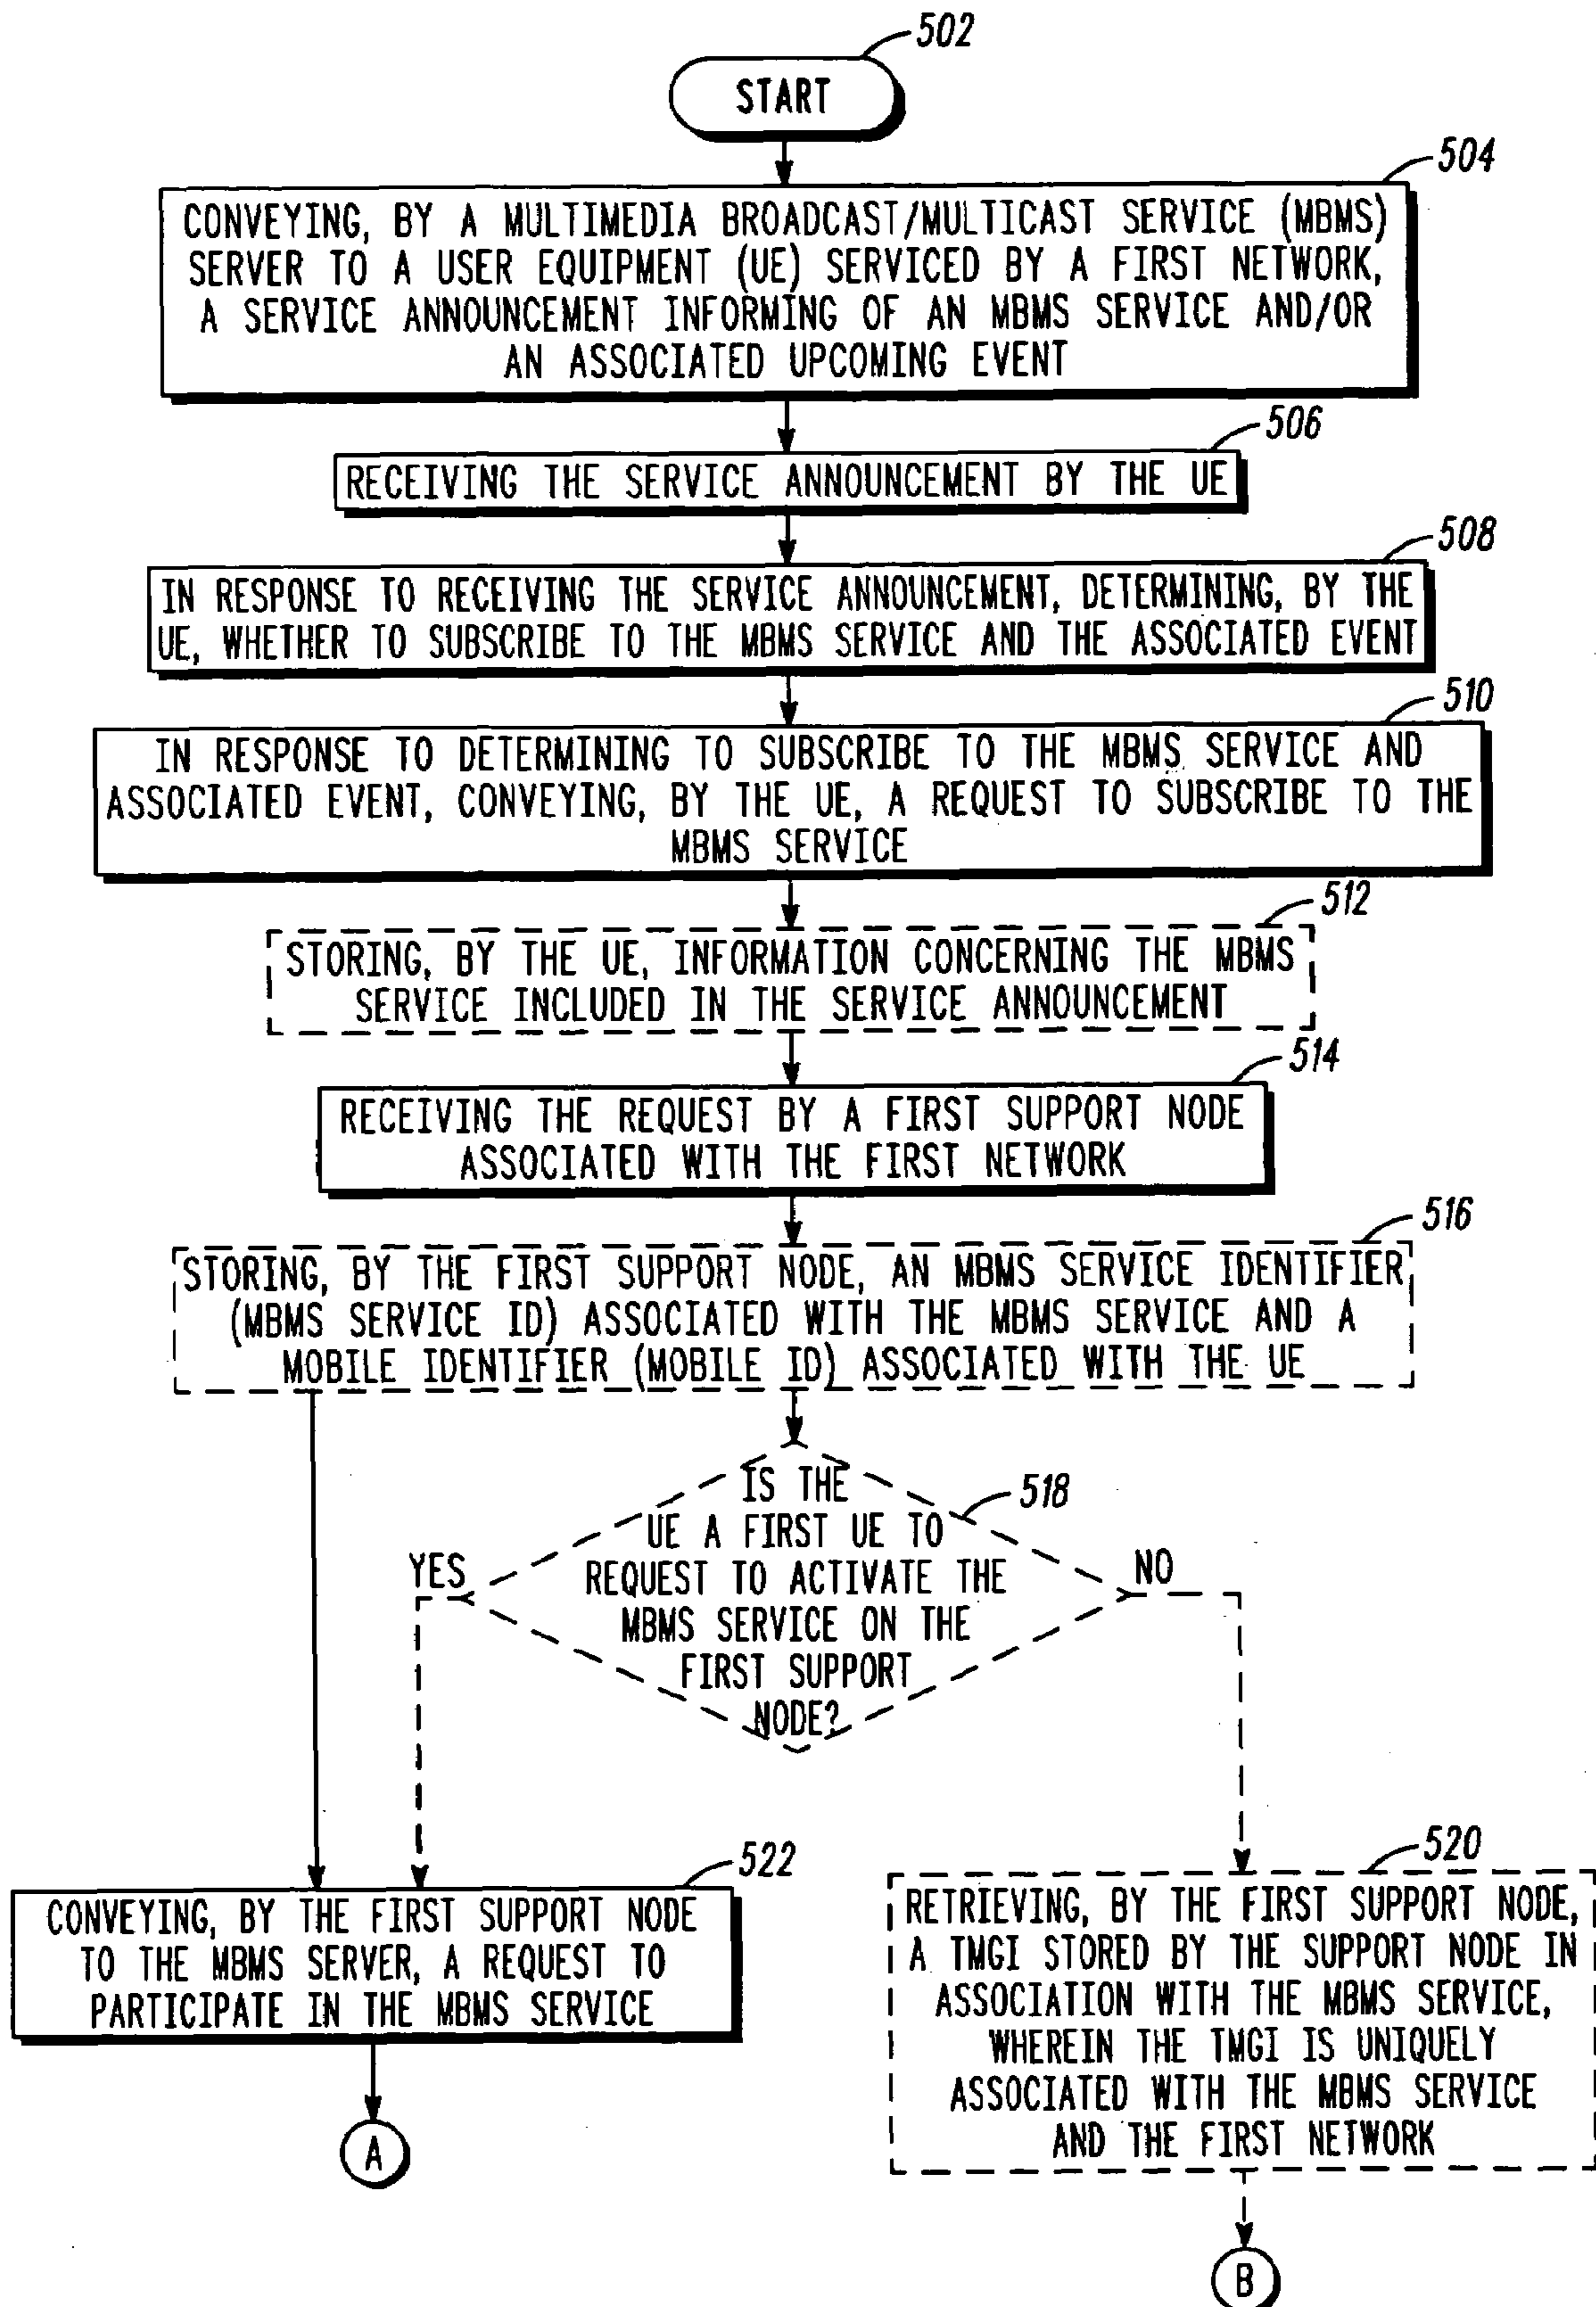 502
START
504
CONVEYING, BY A MULTIMEDIA BROADCAST/MULTICAST SERVICE (MBMS)
SERVER TO A USER EQUIPMENT (UE) SERVICED BY A FIRST NETWORK,
A SERVICE ANNOUNCEMENT INFORMING OF AN MBMS SERVICE AND/OR
AN ASSOCIATED UPCOMING EVENT
506
RECEIVING THE SERVICE ANNOUNCEMENT BY THE UE
508
IN RESPONSE TO RECEIVING THE SERVICE ANNOUNCEMENT, DETERMINING, BY THE
UE, WHETHER TO SUBSCRIBE TO THE MBMS SERVICE AND THE ASSOCIATED EVENT
510
IN RESPONSE TO DETERMINING TO SUBSCRIBE TO THE MBMS SERVICE AND
ASSOCIATED EVENT, CONVEYING, BY THE UE, A REQUEST TO SUBSCRIBE TO THE
MBMS SERVICE
512
STORING, BY THE UE, INFORMATION CONCERNING THE MBMS
SERVICE INCLUDED IN THE SERVICE ANNOUNCEMENT
514
RECEIVING THE REQUEST BY A FIRST SUPPORT NODE
ASSOCIATED WITH THE FIRST NETWORK
516
STORING, BY THE FIRST SUPPORT NODE, AN MBMS SERVICE IDENTIFIER
(MBMS SERVICE ID) ASSOCIATED WITH THE MBMS SERVICE AND A
MOBILE IDENTIFIER (MOBILE ID) ASSOCIATED WITH THE UE
518
IS THE
UE A FIRST UE TO
REQUEST TO ACTIVATE THE
MBMS SERVICE ON THE
FIRST SUPPORT
NODE?
YES
NO
522
CONVEYING, BY THE FIRST SUPPORT NODE
TO THE MBMS SERVER, A REQUEST TO
PARTICIPATE IN THE MBMS SERVICE
A
520
RETRIEVING, BY THE FIRST SUPPORT NODE,
A TMGI STORED BY THE SUPPORT NODE IN
ASSOCIATION WITH THE MBMS SERVICE,
WHEREIN THE TMGI IS UNIQUELY
ASSOCIATED WITH THE MBMS SERVICE
AND THE FIRST NETWORK
B